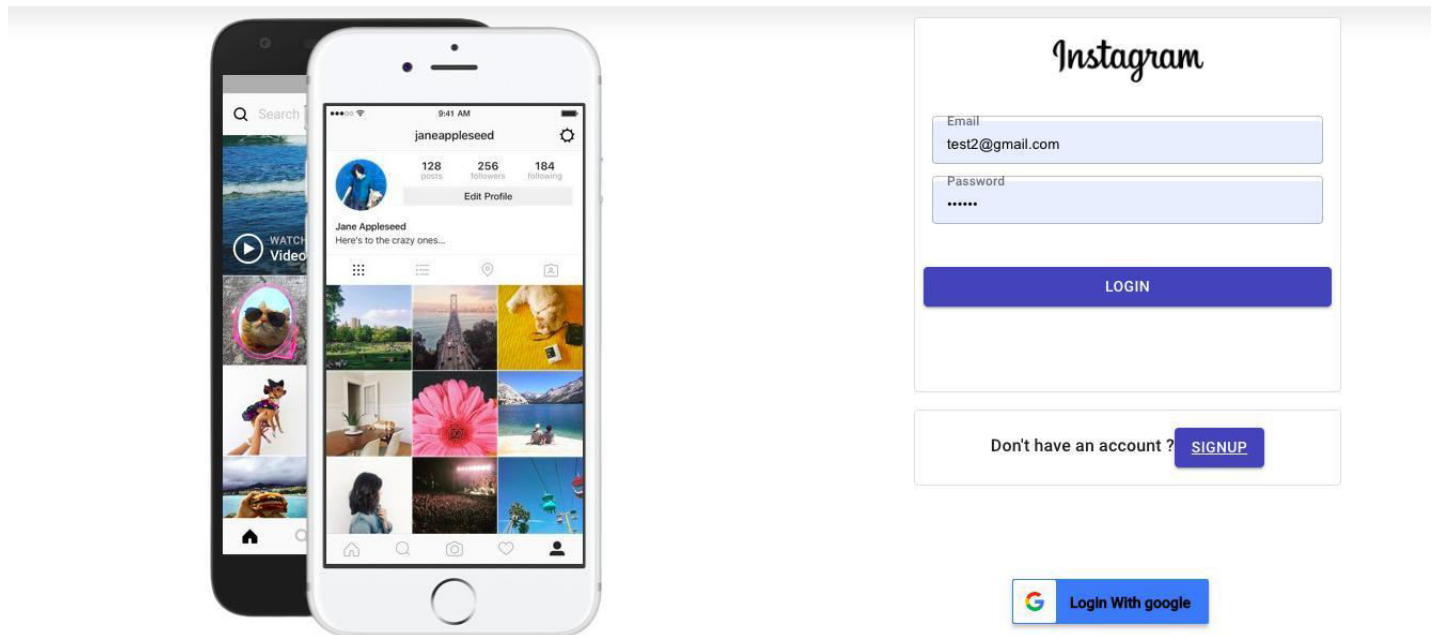 Search
WATCH
Video
9:41 AM
janeappleseed
128 256 184
posts followers following
Edit Profile
Jane Appleseed
Here's to the crazy ones...
Instagram
Email
test2@gmail.com
Password
••••••
LOGIN
Don't have an account ? SIGNUP
G Login With google